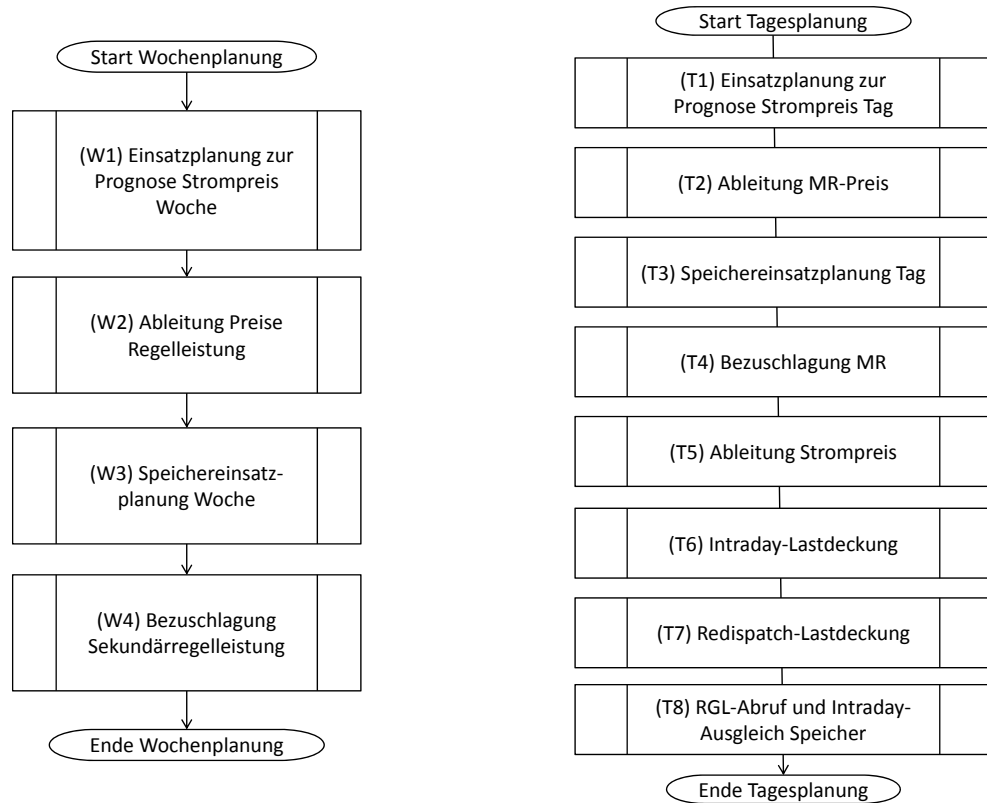 Start Wochenplanung
(W1) Einsatzplanung zur
Prognose Strompreis
Woche
(W2) Ableitung Preise
Regelleistung
(W3) Speichereinsatz-
planung Woche
(W4) Bezuschlagung
Sekundärregelleistung
Ende Wochenplanung
Start Tagesplanung
(T1) Einsatzplanung zur
Prognose Strompreis Tag
(T2) Ableitung MR-Preis
(T3) Speichereinsatzplanung Tag
(T4) Bezuschlagung MR
(T5) Ableitung Strompreis
(T6) Intraday-Lastdeckung
(T7) Redispatch-Lastdeckung
(T8) RGL-Abruf und Intraday-
Ausgleich Speicher
Ende Tagesplanung